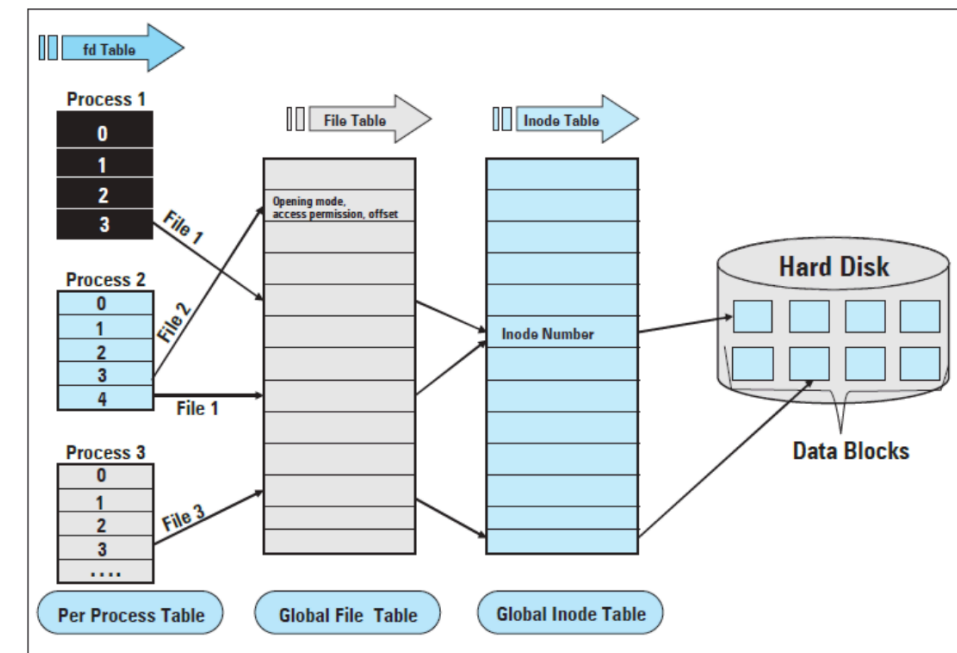 fd Table
Process 1
0
1
2
3
File 1
Process 2
0
1
2
3
4
File 2
File 1
Process 3
0
1
2
3
....
File 3
Per Process Table
File Table
Opening mode,
access permission, offset
Global File Table
Inode Table
Inode Number
Global Inode Table
Hard Disk
Data Blocks